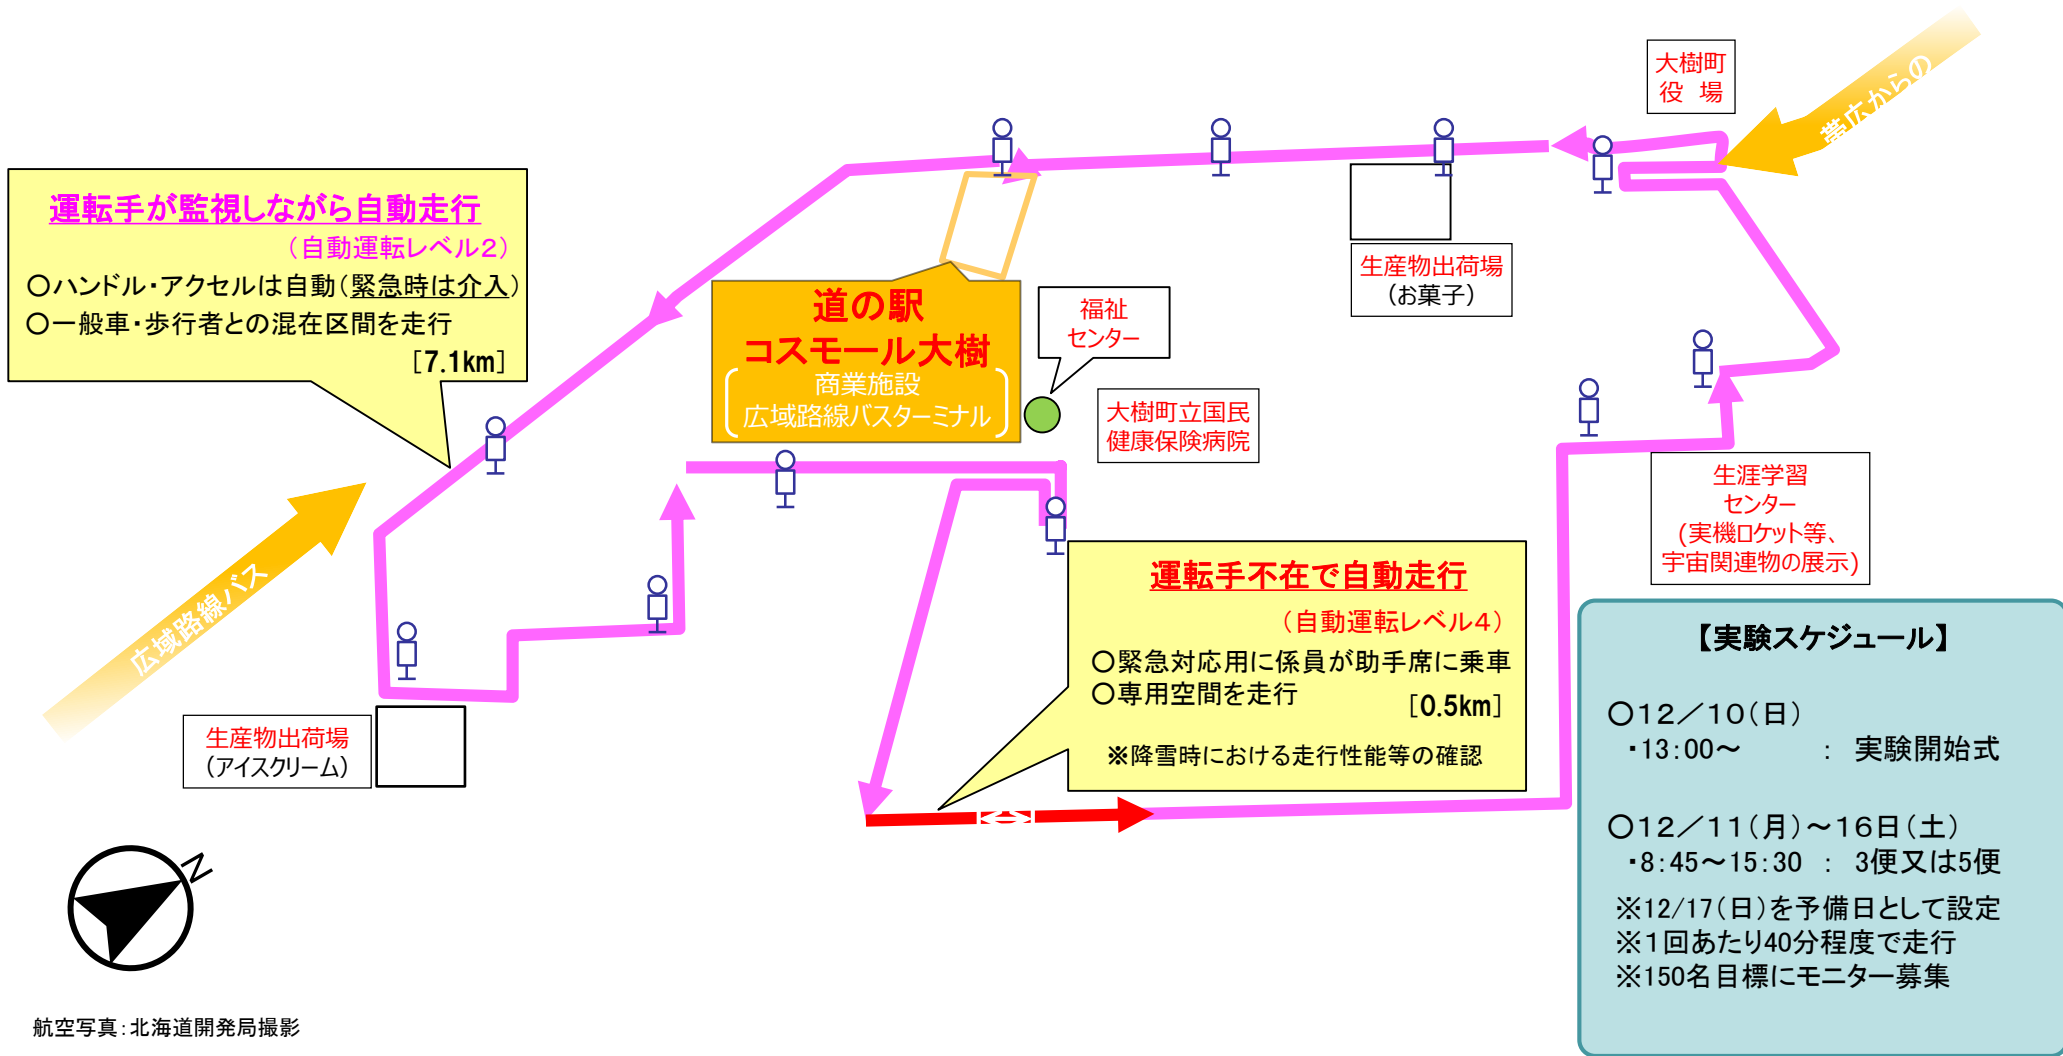 大樹町
役　場
帯広からの
運転手が監視しながら自動走行
（自動運転レベル2）
○ハンドル・アクセルは自動（緊急時は介入）
○一般車・歩行者との混在区間を走行
［7.1km］
生産物出荷場
（お菓子）
道の駅
コスモール大樹
商業施設
広域路線バスターミナル
福祉
センター
大樹町立国民
健康保険病院
生涯学習
センター
(実機ロケット等、
宇宙関連物の展示)
広域路線バス
運転手不在で自動走行
（自動運転レベル4）
○緊急対応用に係員が助手席に乗車
○専用空間を走行
［0.5km］
※降雪時における走行性能等の確認
生産物出荷場
（アイスクリーム）
【実験スケジュール】
○12／10（日）
・13:00～　　　：　実験開始式
○12／11（月）～16日（土）
・8:45～15:30　：　3便又は5便
※12/17（日）を予備日として設定
※1回あたり40分程度で走行
※150名目標にモニター募集
N
航空写真：北海道開発局撮影